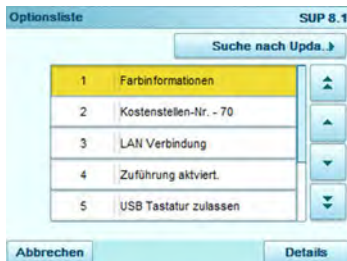 Optionsliste SUP 8.1
Suche nach Upda..
1 Farbinformationen
2 Kostenstellen-Nr. - 70
3 LAN Verbindung
4 Zuführung aktviert.
5 USB Tastatur zulassen
Abbrechen Details